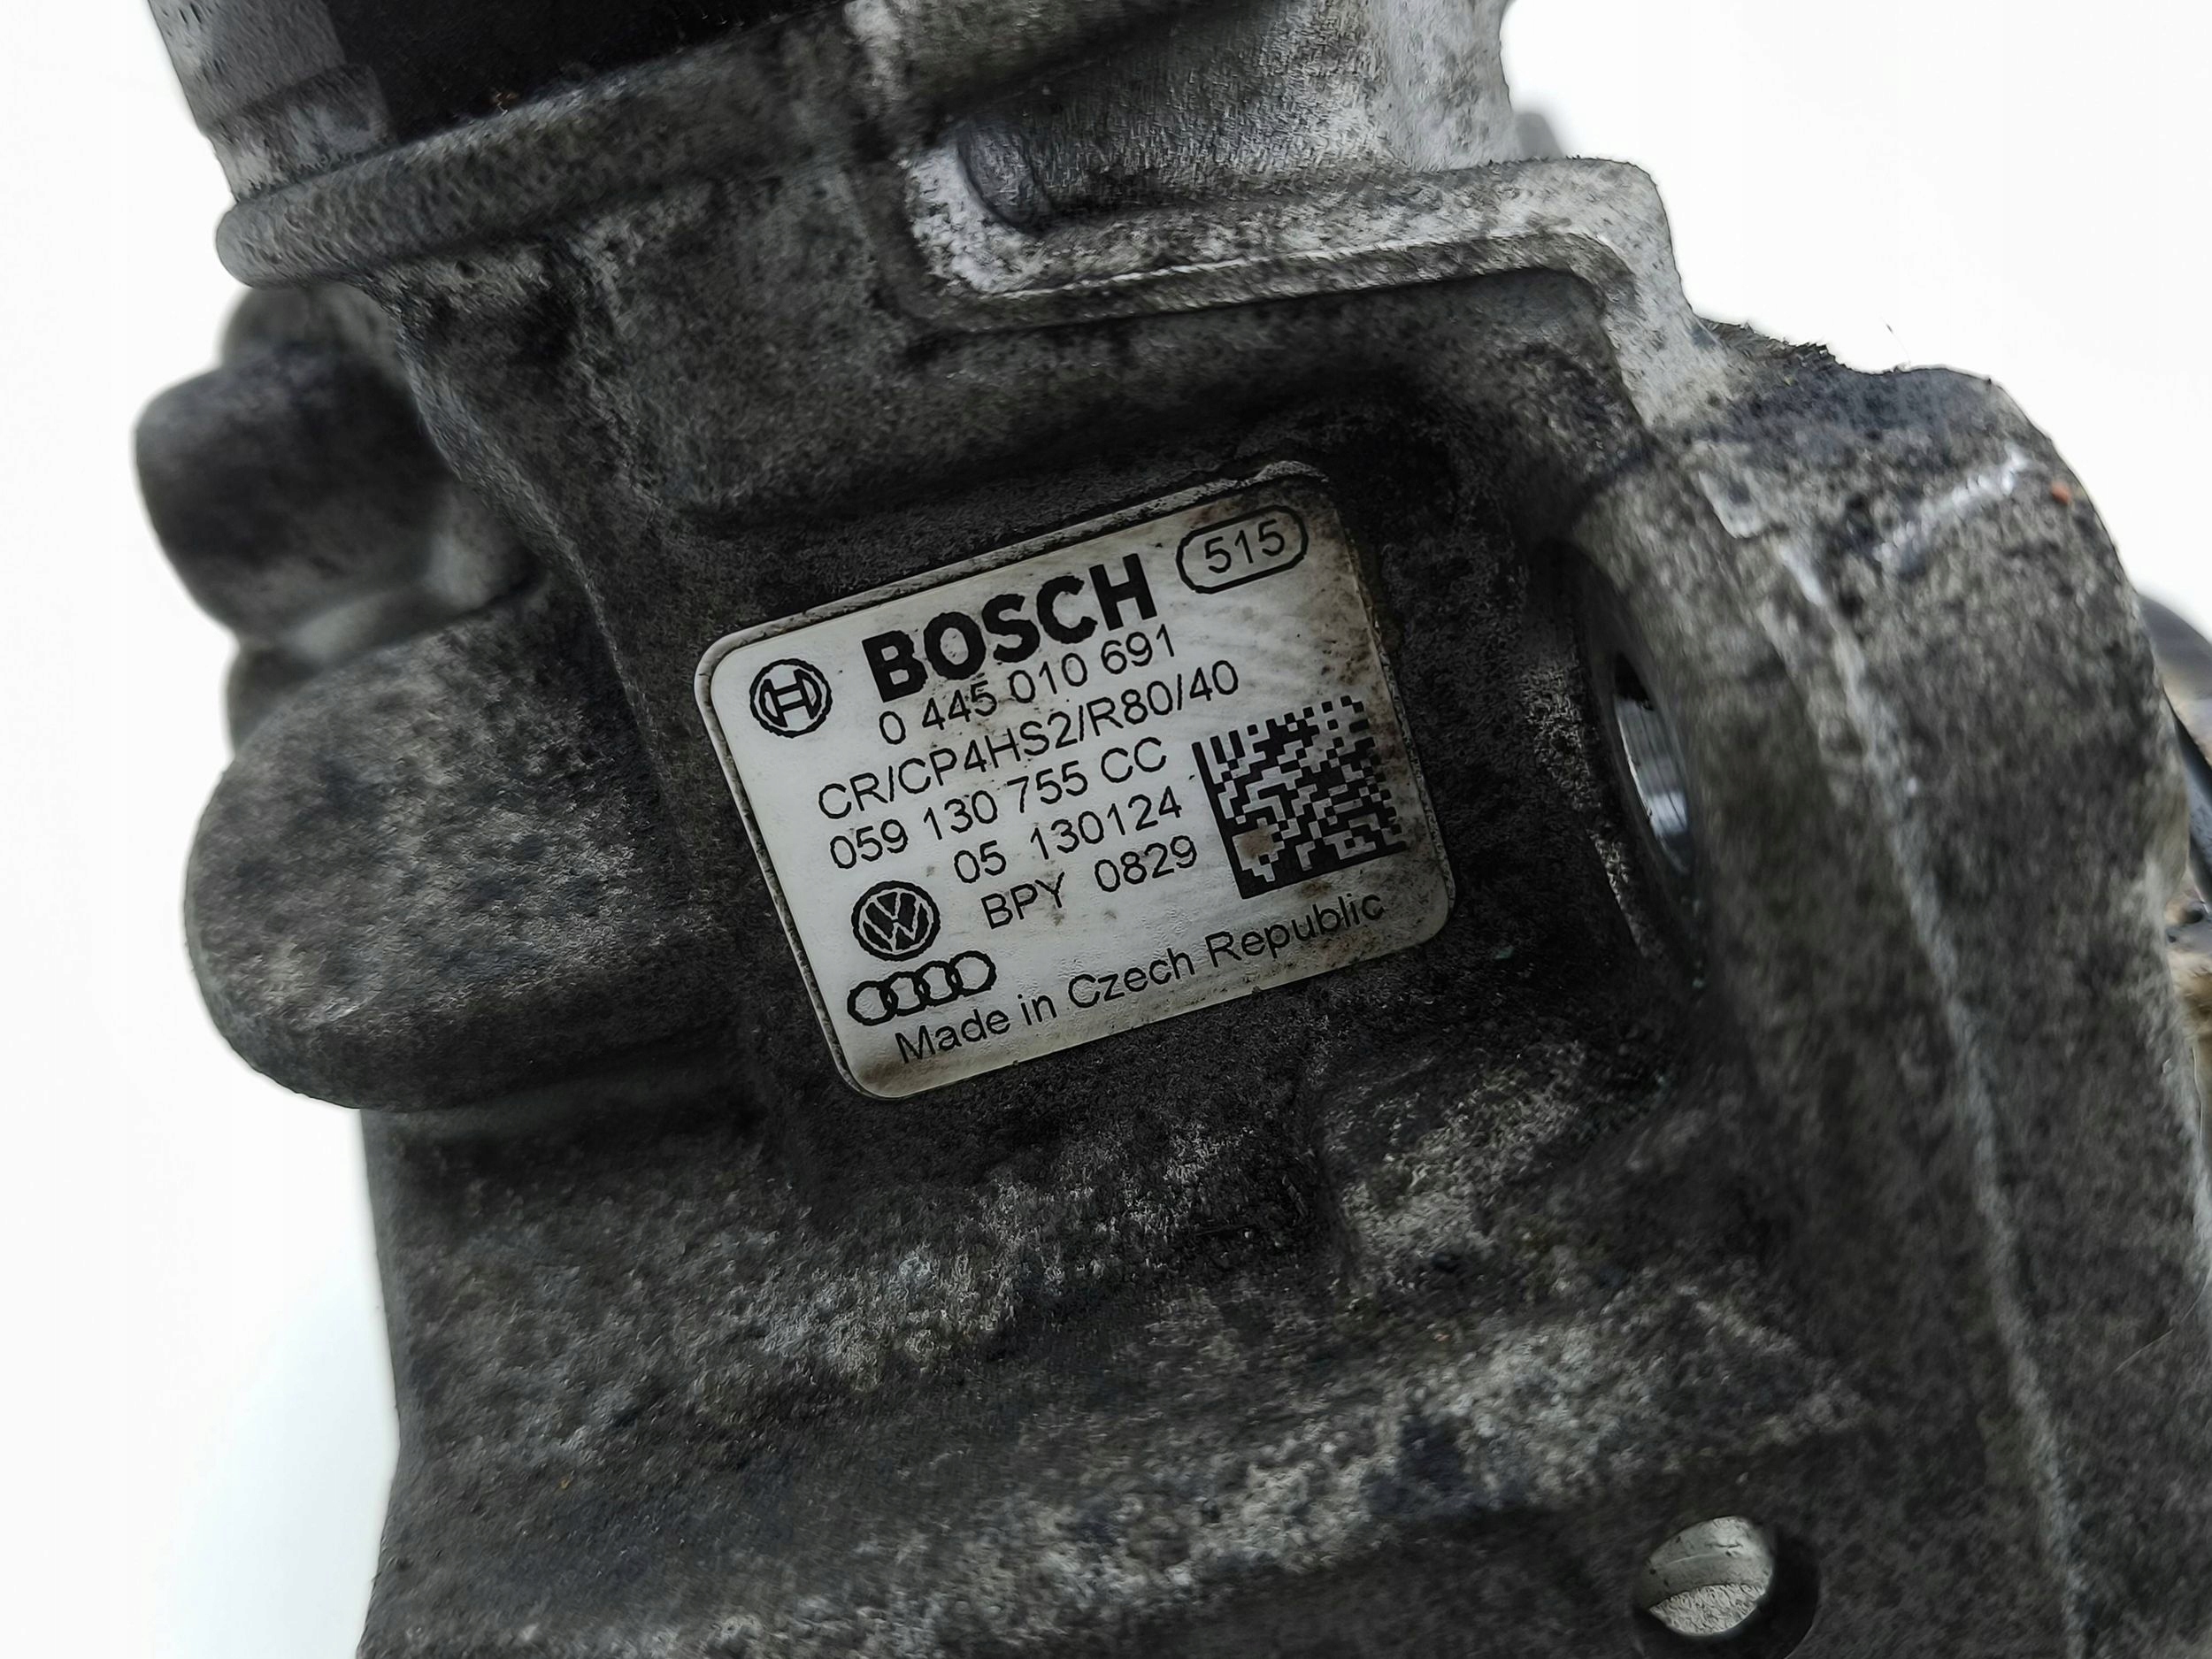 BOSCH 515
0 445 010 691
CR/CP4HS2/R80/40
059 130 755 CC
05 130124
BPY 0829
Made in Czech Republic